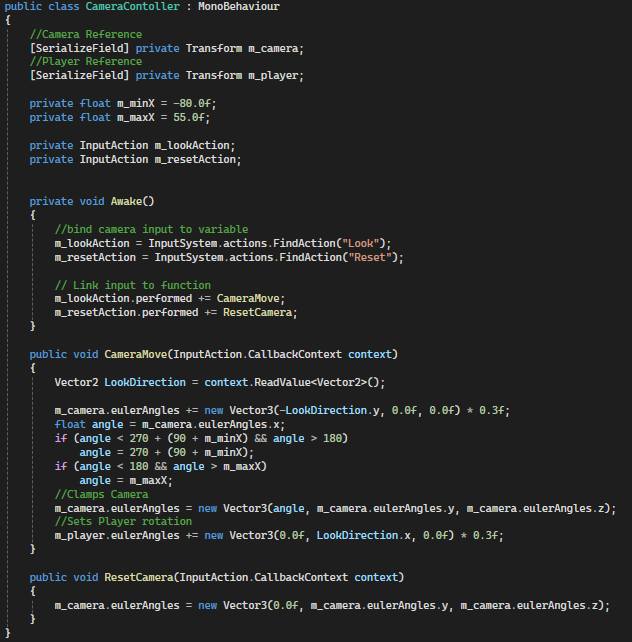 public class CameraContoller : MonoBehaviour
{
//Camera Reference
[SerializeField] private Transform m_camera;
//Player Reference
[SerializeField] private Transform m_player;
private float m_minX = -80.0f;
private float m_maxX = 55.0f;
private InputAction m_lookAction;
private InputAction m_resetAction;
private void Awake()
{
//bind camera input to variable
m_lookAction = InputSystem.actions.FindAction("Look");
m_resetAction = InputSystem.actions.FindAction("Reset");
// Link input to function
m_lookAction.performed += CameraMove;
m_resetAction.performed += ResetCamera;
}
public void CameraMove(InputAction.CallbackContext context)
{
Vector2 LookDirection = context.ReadValue<Vector2>();
m_camera.eulerAngles += new Vector3(-LookDirection.y, 0.0f, 0.0f) * 0.3f;
float angle = m_camera.eulerAngles.x;
if (angle < 270 + (90 + m_minX) && angle > 180)
angle = 270 + (90 + m_minX);
if (angle < 180 && angle > m_maxX)
angle = m_maxX;
//Clamps Camera
m_camera.eulerAngles = new Vector3(angle, m_camera.eulerAngles.y, m_camera.eulerAngles.z);
//Sets Player rotation
m_player.eulerAngles += new Vector3(0.0f, LookDirection.x, 0.0f) * 0.3f;
}
public void ResetCamera(InputAction.CallbackContext context)
{
m_camera.eulerAngles = new Vector3(0.0f, m_camera.eulerAngles.y, m_camera.eulerAngles.z);
}
}